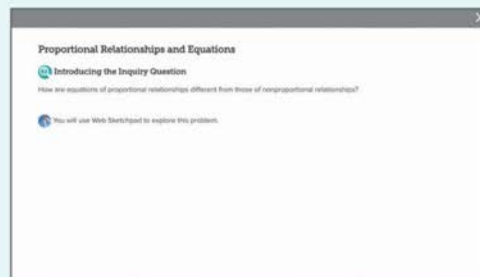 Proportional Relationships and Equations
Introducing the Inquiry Question
How are equations of proportional relationships different from those of nonproportional relationships?
You will use Web Sketchpad to explore this problem.